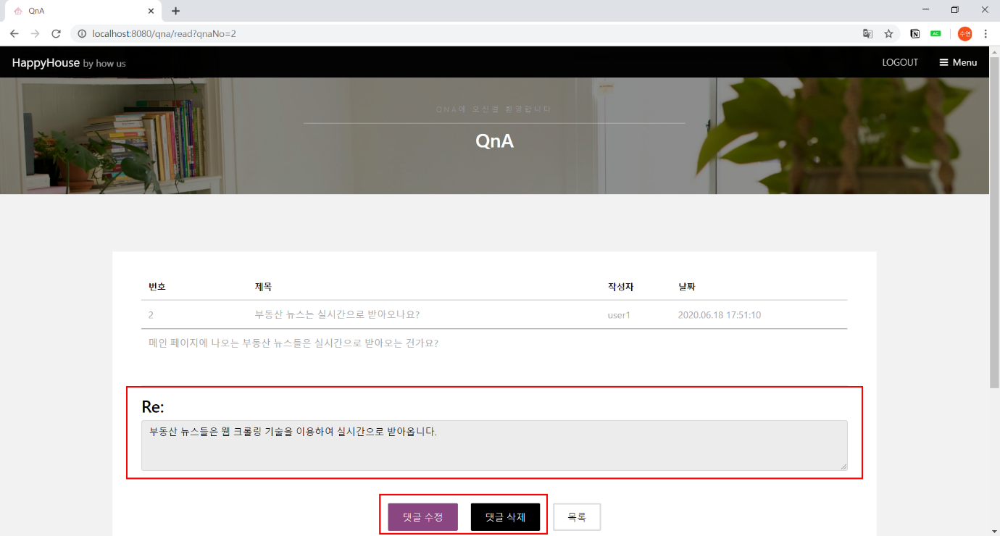 QnA
localhost:8080/qna/read?qnaNo=2
AC
수연
HappyHouse by how us
LOGOUT
Menu
QNA에 오신걸 환영합니다
QnA
번호 제목 작성자 날짜
2 부동산 뉴스는 실시간으로 받아오나요? user1 2020.06.18 17:51:10
메인 페이지에 나오는 부동산 뉴스들은 실시간으로 받아오는 건가요?
Re:
부동산 뉴스들은 웹 크롤링 기술을 이용하여 실시간으로 받아옵니다.
댓글 수정 댓글 삭제 목록